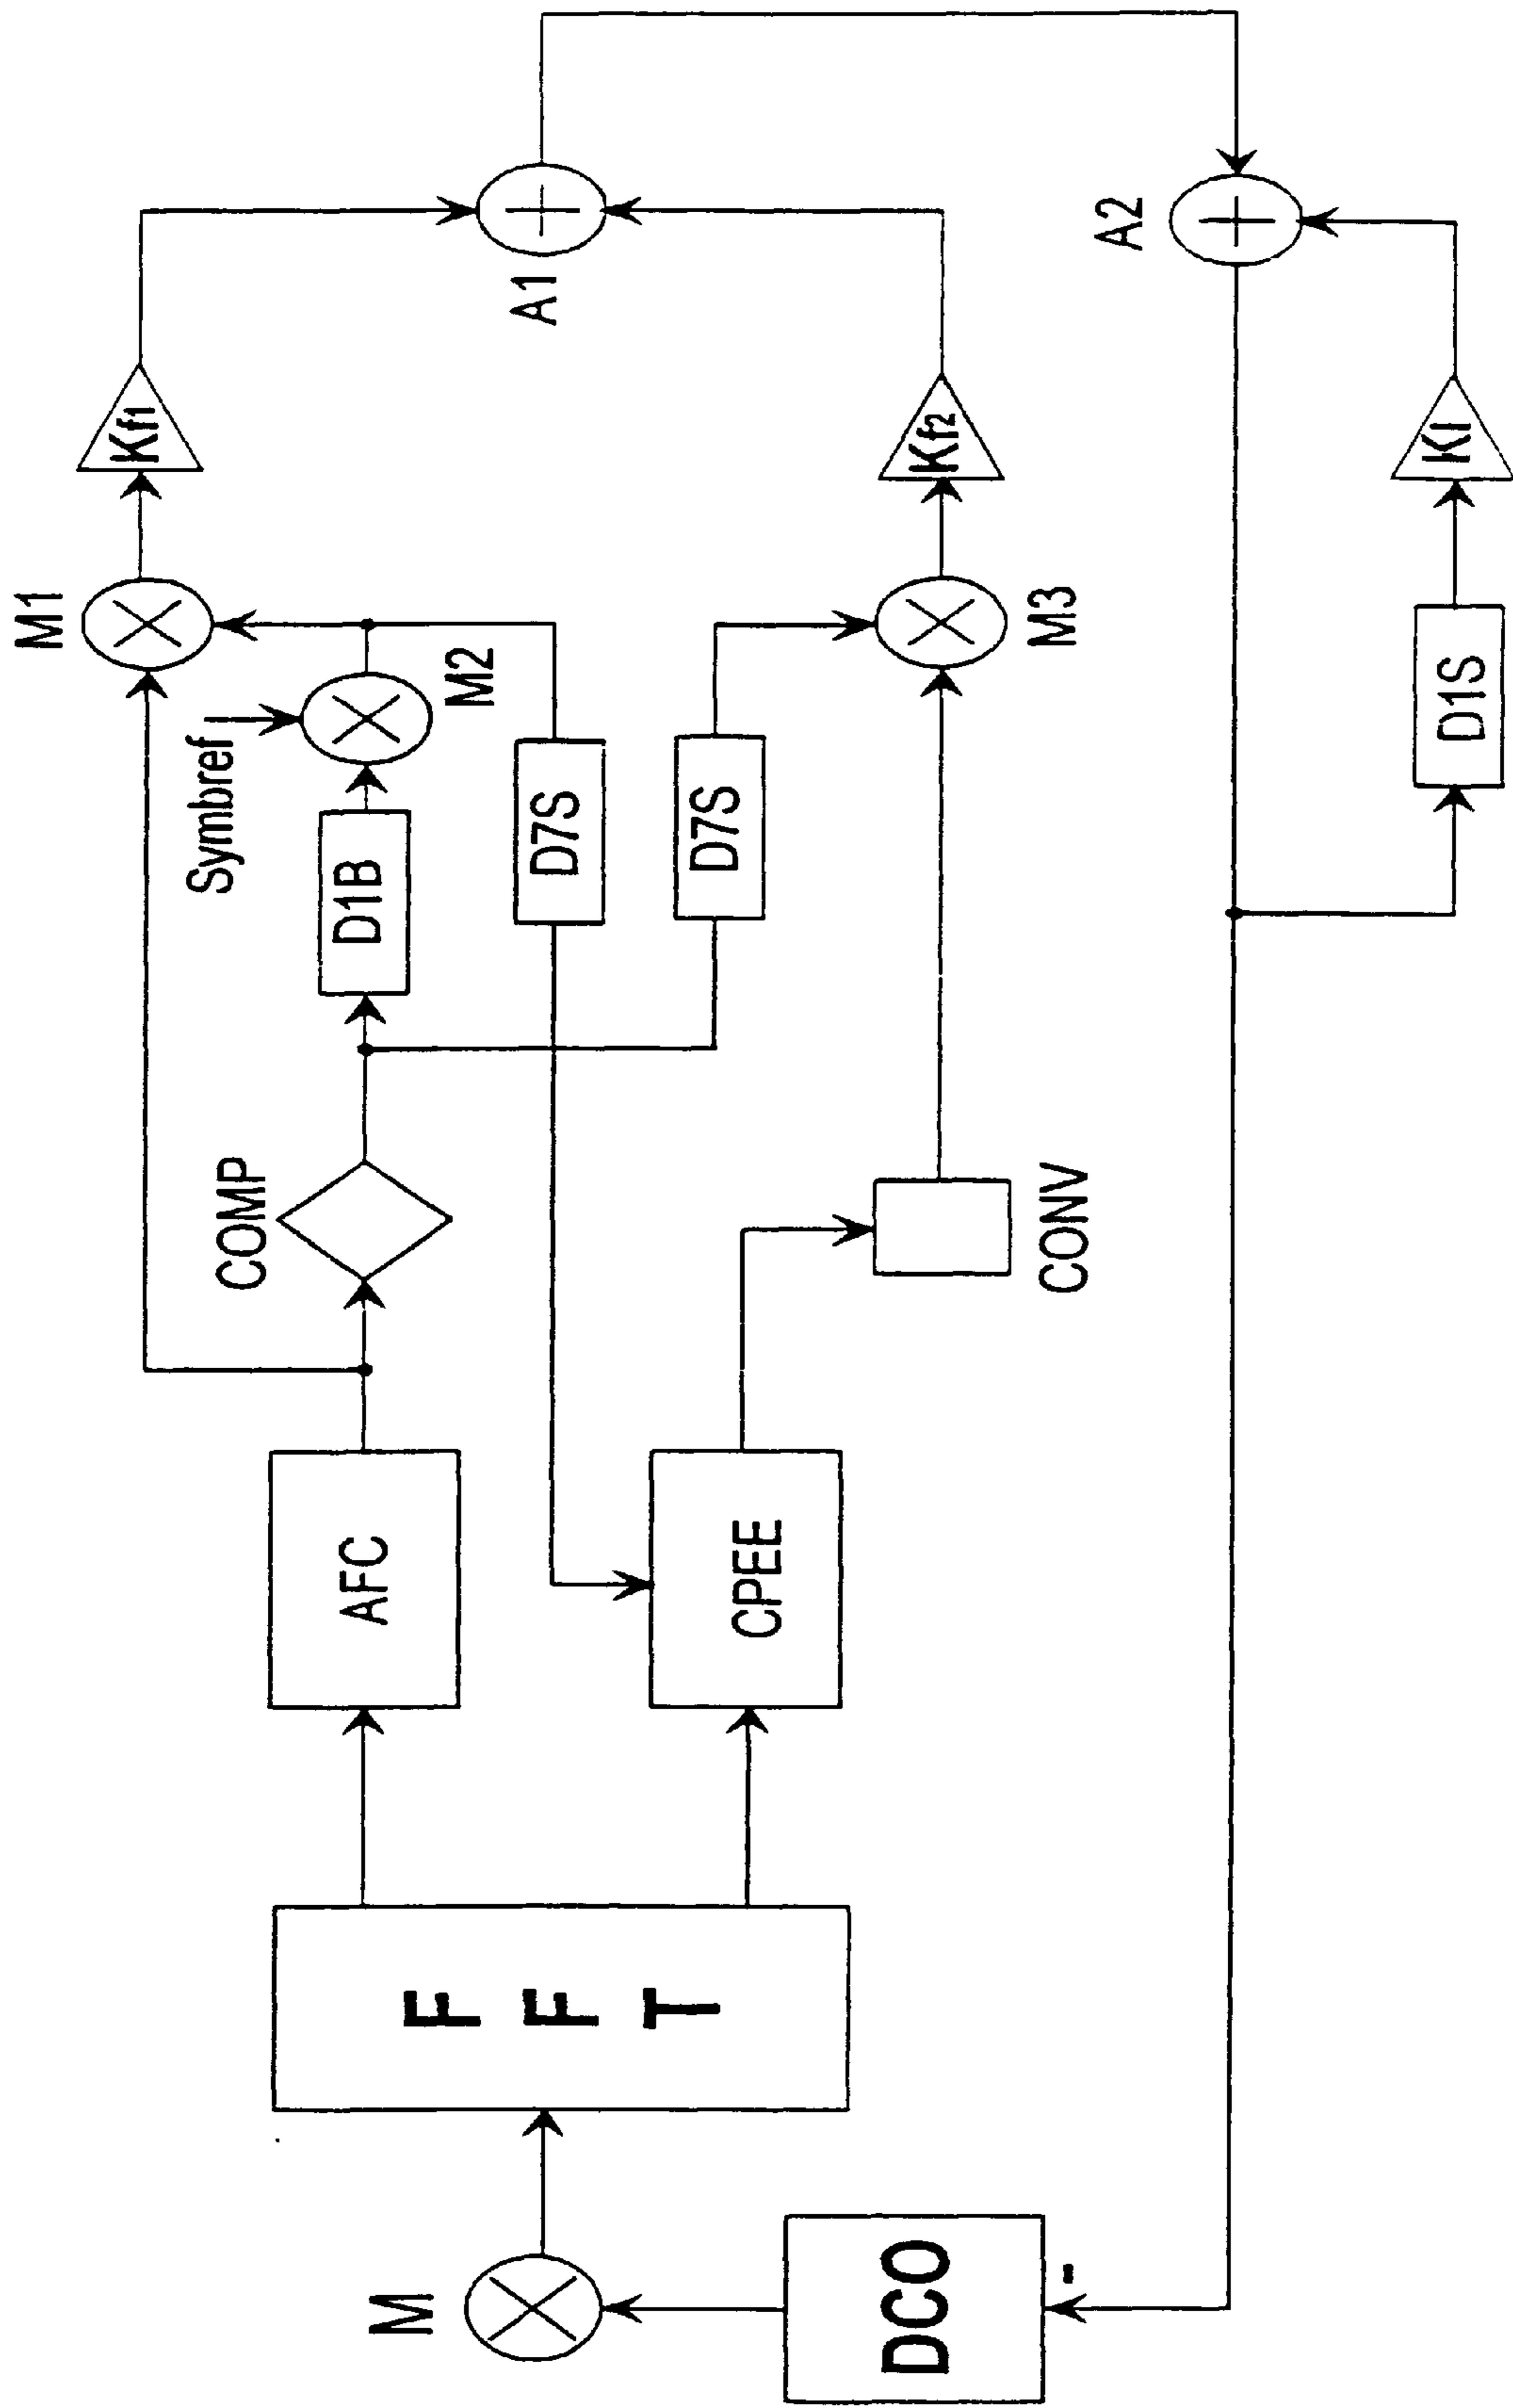 M
DCO
-
F
F
T
AFC
CPEE
COMP
CONV
D1B
Symbref
M2
M1
D7S
D7S
M3
Kf1
Kf2
A1
A2
D1S
KI